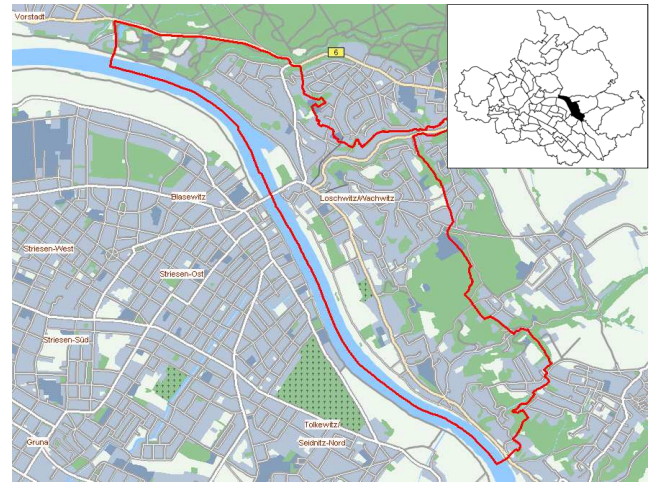 Vorstadt
6
Blasewitz
Loschwitz/Wachwitz
Striesen-West
Striesen-Ost
Striesen-Süd
Tolkewitz/
Seidnitz-Nord
Gruna